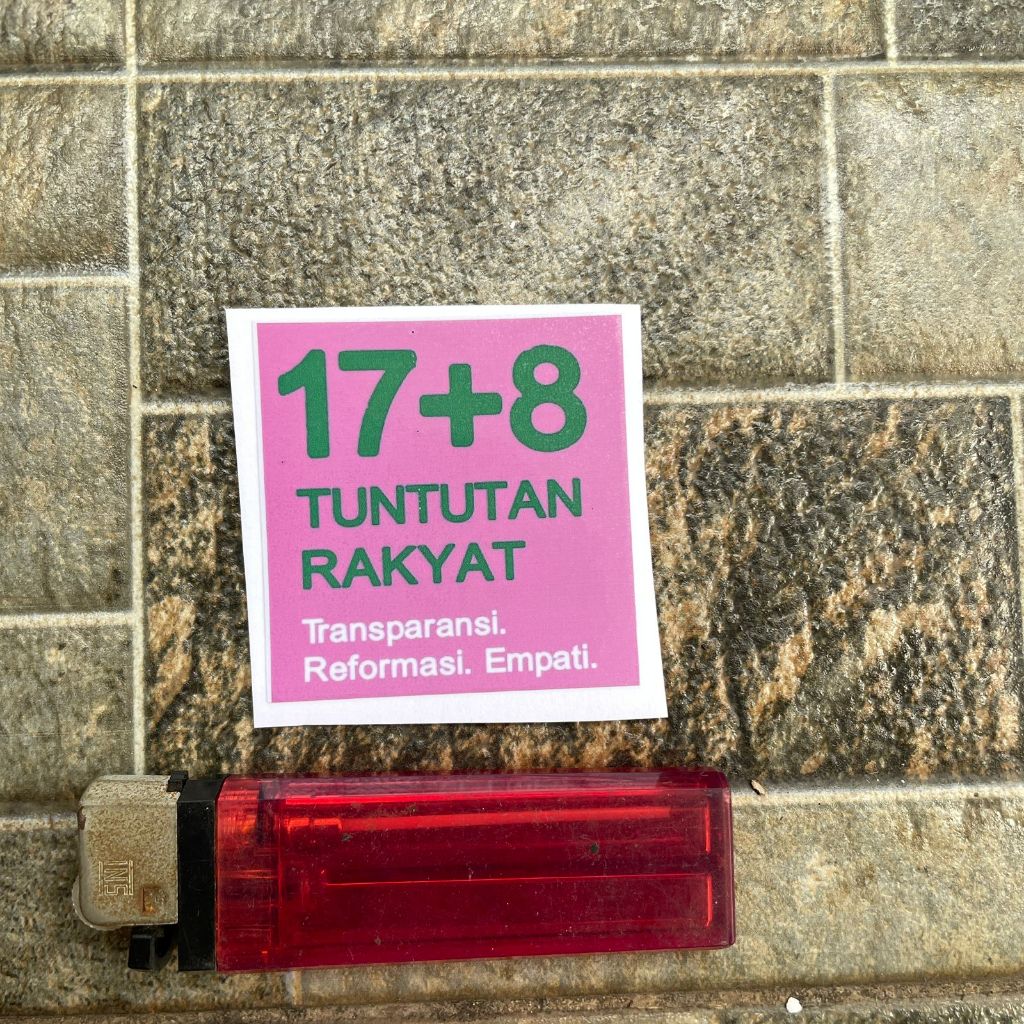 17+8
TUNTUTAN
RAKYAT
Transparansi.
Reformasi. Empati.